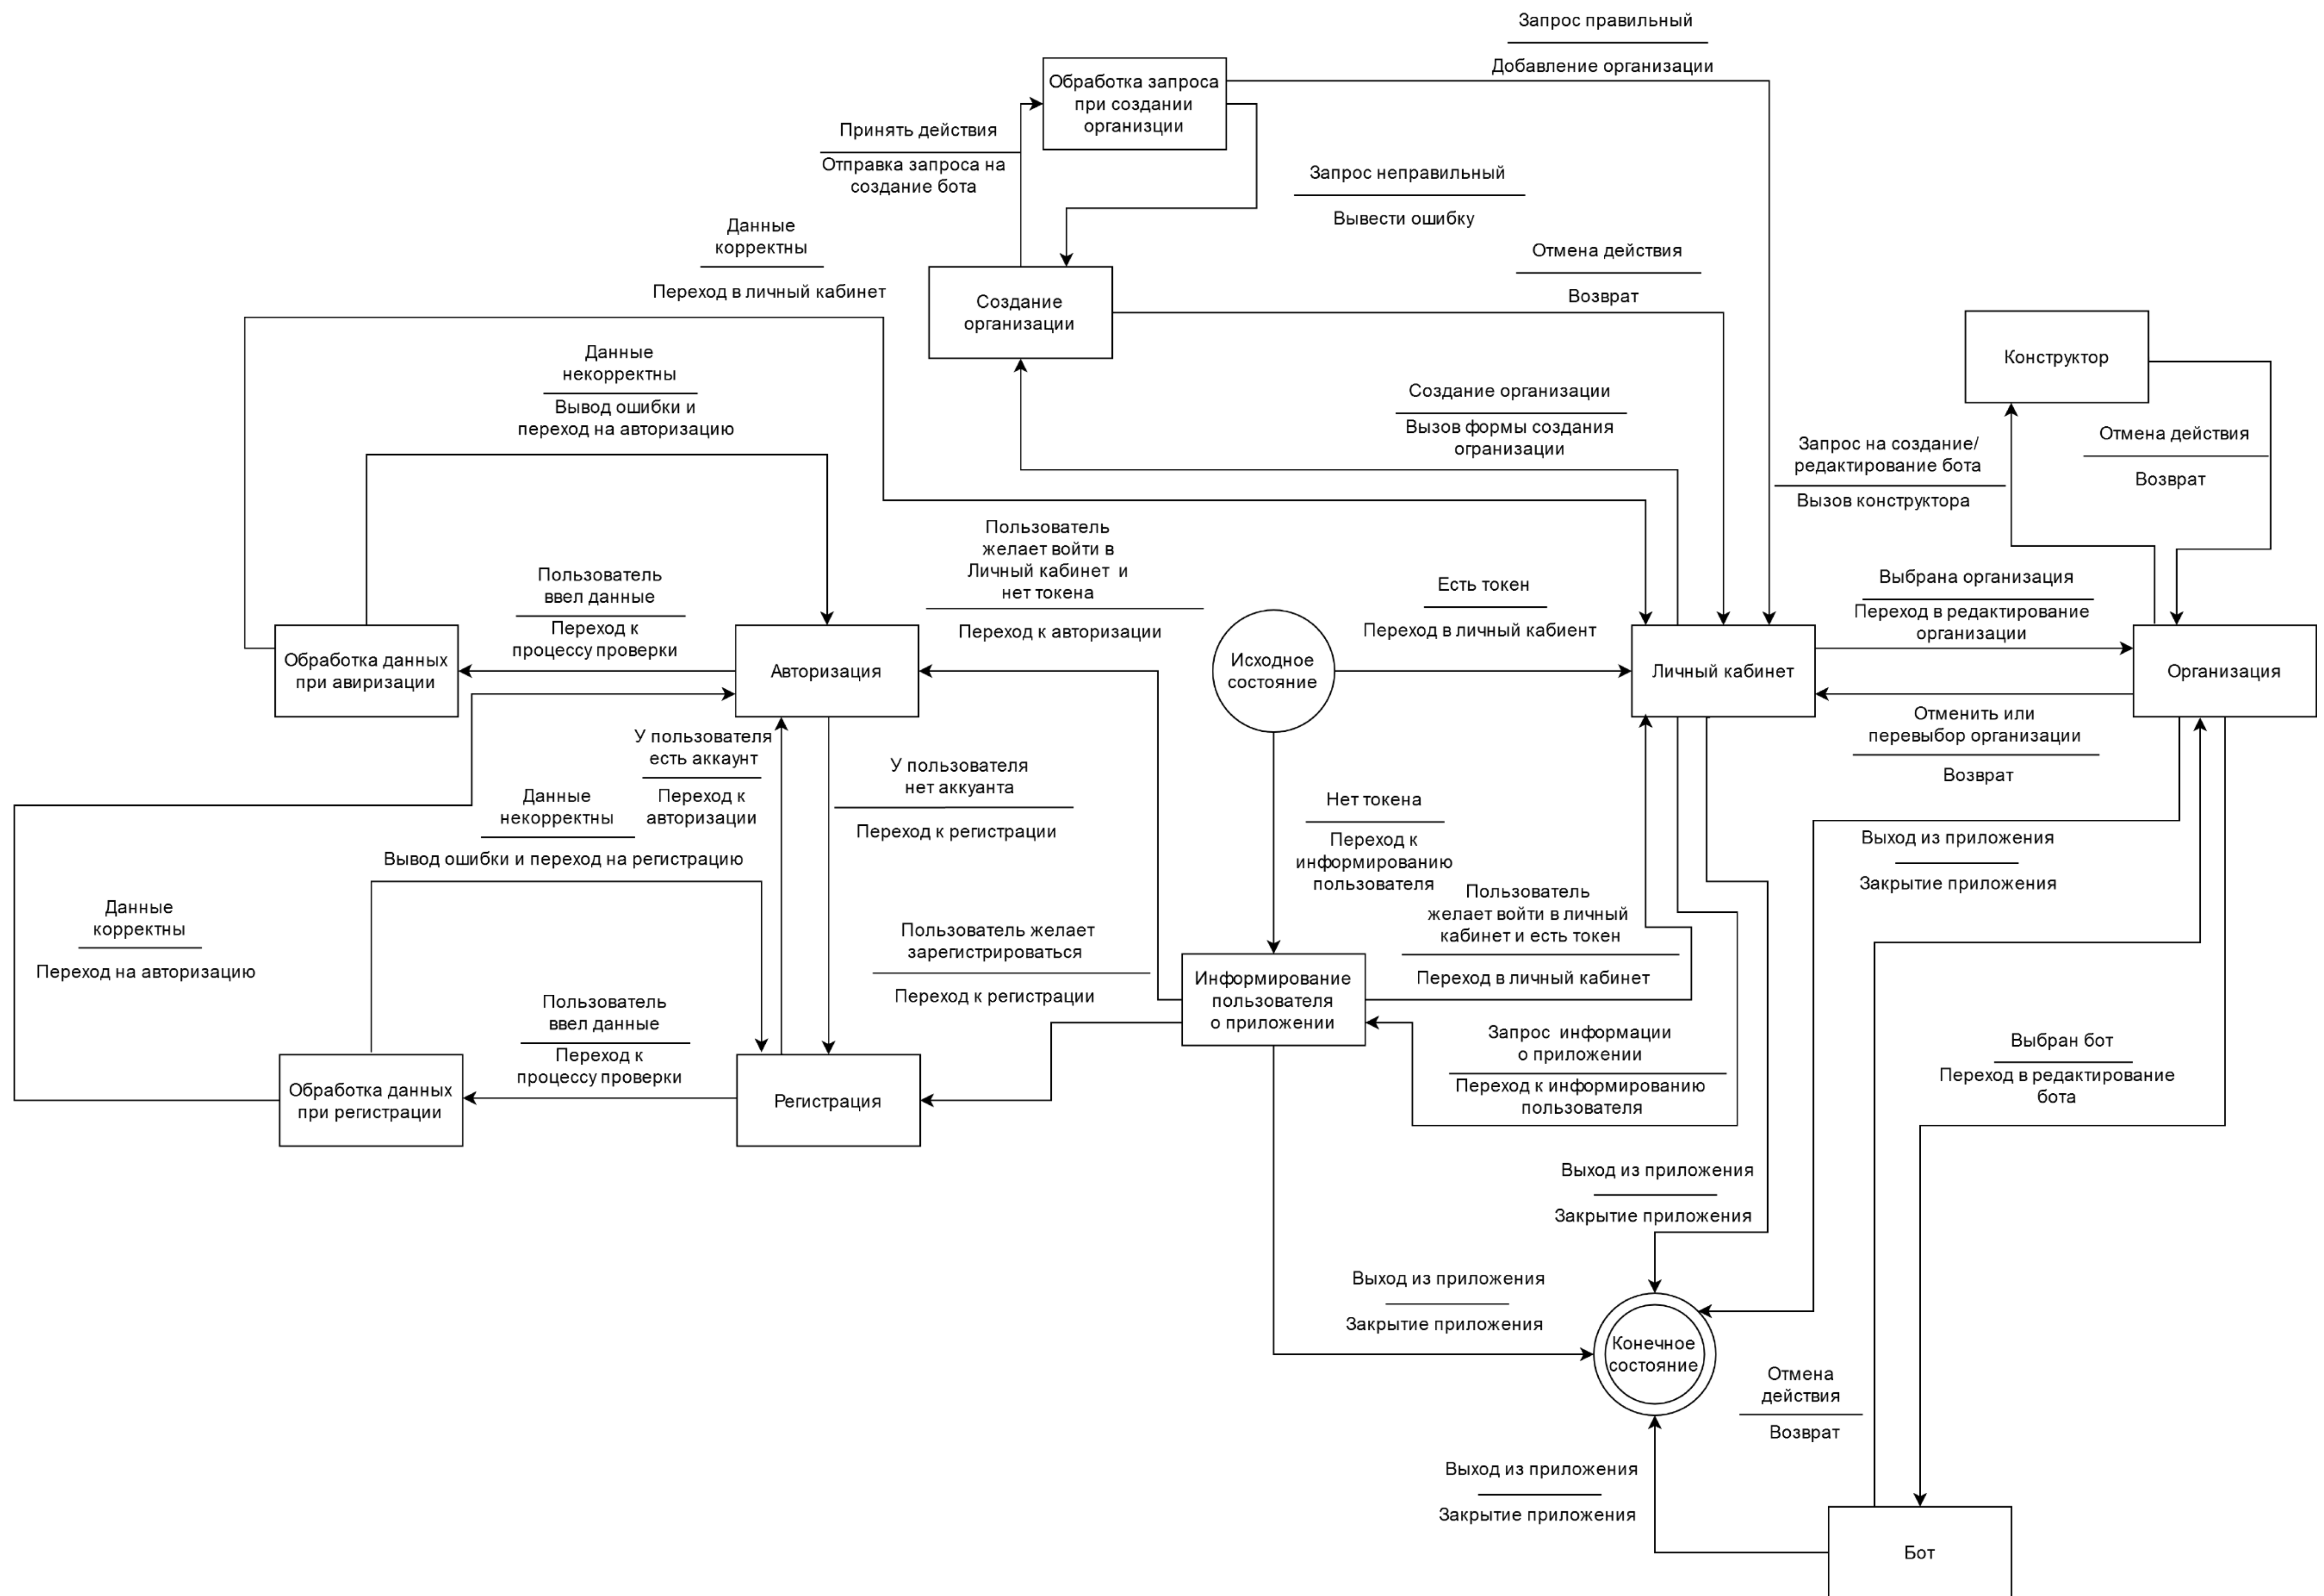 Запрос правильный
Добавление организации
Обработка запроса
при создании
организции
Принять действия
Отправка запроса на
создание бота
Запрос неправильный
Вывести ошибку
Данные
корректны
Переход в личный кабинет
Отмена действия
Возврат
Создание
организации
Конструктор
Данные
некорректны
Вывод ошибки и
переход на авторизацию
Создание организации
Вызов формы создания
огранизации
Запрос на создание/
редактирование бота
Вызов конструктора
Отмена действия
Возврат
Пользователь
желает войти в
Личный кабинет и
нет токена
Переход к авторизации
Пользователь
ввел данные
Переход к
процессу проверки
Есть токен
Переход в личный кабиент
Выбрана организация
Переход в редактирование
организации
Обработка данных
при авиризации
Авторизация
Исходное
состояние
Личный кабинет
Организация
Отменить или
перевыбор организации
Возврат
У пользователя
есть аккаунт
Переход к
авторизации
У пользователя
нет аккуанта
Переход к регистрации
Данные
некорректны
Вывод ошибки и переход на регистрацию
Нет токена
Переход к
информированию
пользователя
Выход из приложения
Закрытие приложения
Данные
корректны
Переход на авторизацию
Пользователь желает
зарегистрироваться
Переход к регистрации
Пользователь
желает войти в личный
кабинет и есть токен
Переход в личный кабинет
Информирование
пользователя
о приложении
Пользователь
ввел данные
Переход к
процессу проверки
Запрос информации
о приложении
Переход к информированию
пользователя
Выбран бот
Переход в редактирование
бота
Обработка данных
при регистрации
Регистрация
Выход из приложения
Закрытие приложения
Выход из приложения
Закрытие приложения
Конечное
состояние
Отмена
действия
Возврат
Выход из приложения
Закрытие приложения
Бот